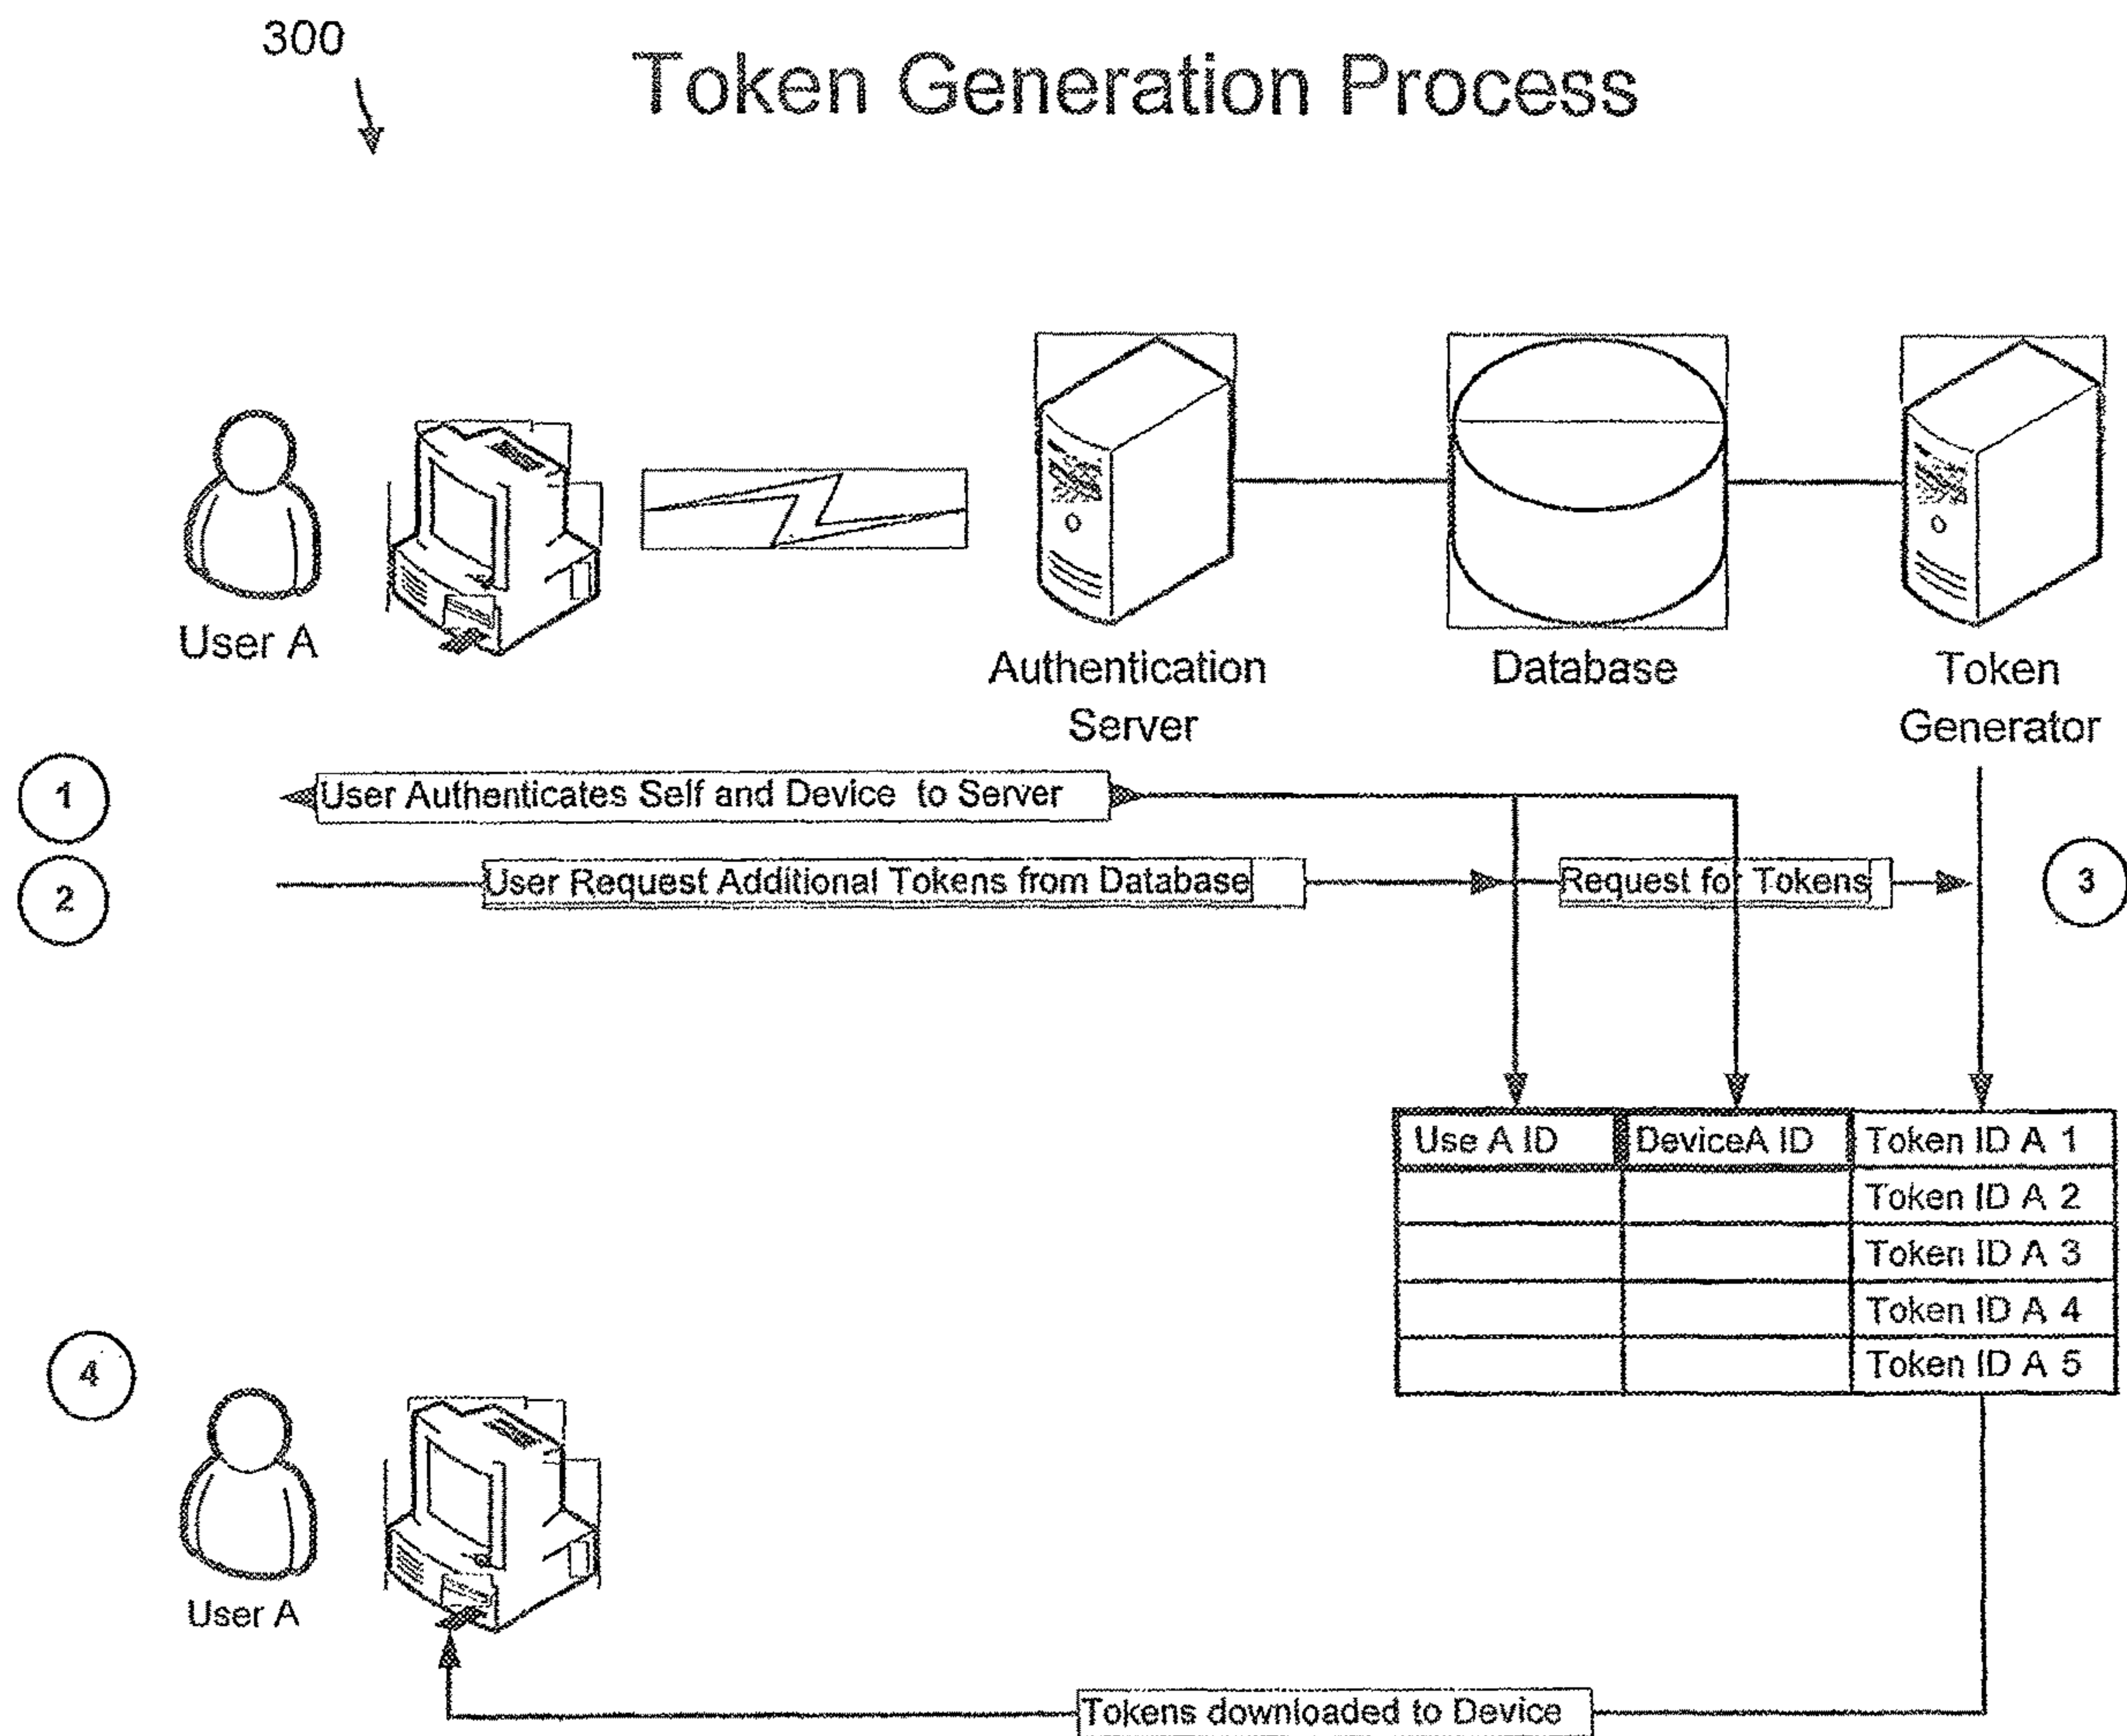 300
Token Generation Process
User A
Authentication
Server
Database
Token
Generator
1
User Authenticates Self and Device to Server
2
User Request Additional Tokens from Database
Request for Tokens
3
Use A ID
DeviceA ID
Token ID A 1
Token ID A 2
Token ID A 3
Token ID A 4
Token ID A 5
4
User A
Tokens downloaded to Device